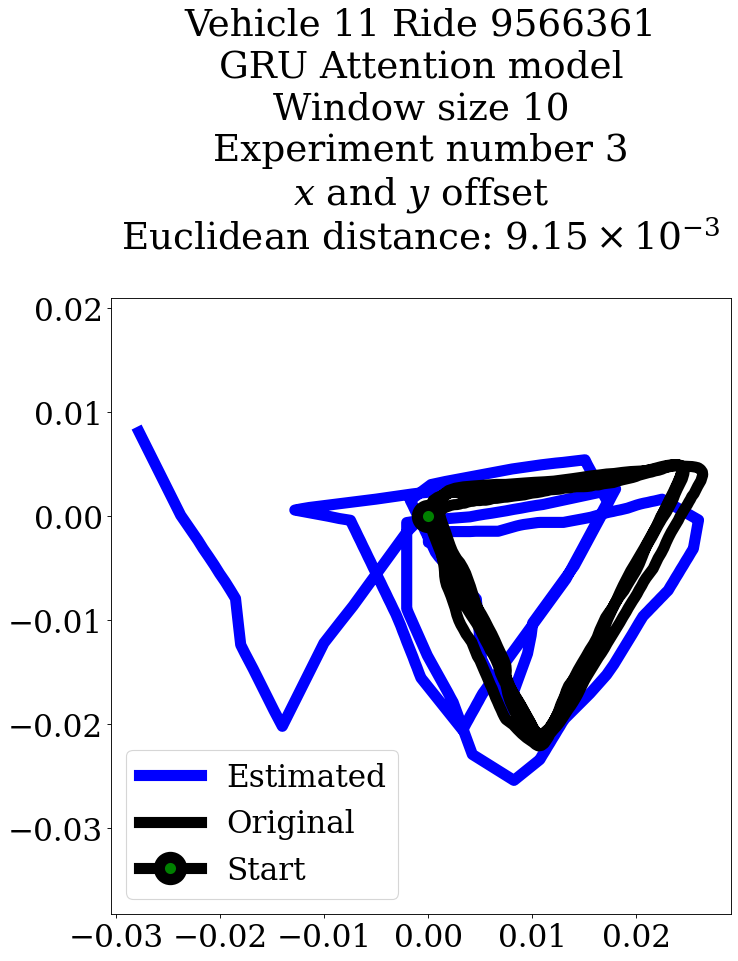 Vehicle 11 Ride 9566361
GRU Attention model
Window size 10
Experiment number 3
x and y offset
Euclidean distance: 9.15 × 10⁻³
0.02
0.01
0.00
−0.01
−0.02
−0.03
Estimated
Original
Start
−0.03 −0.02 −0.01 0.00 0.01 0.02